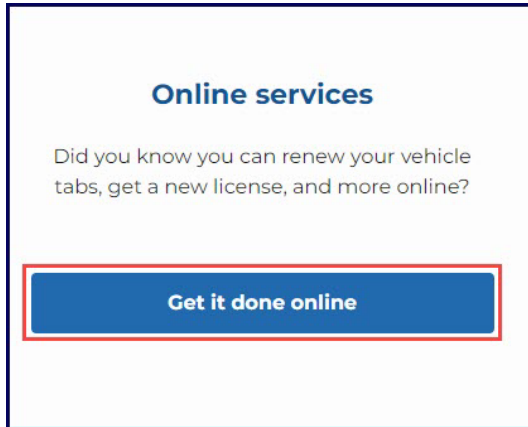 Online services
Did you know you can renew your vehicle
tabs, get a new license, and more online?
Get it done online